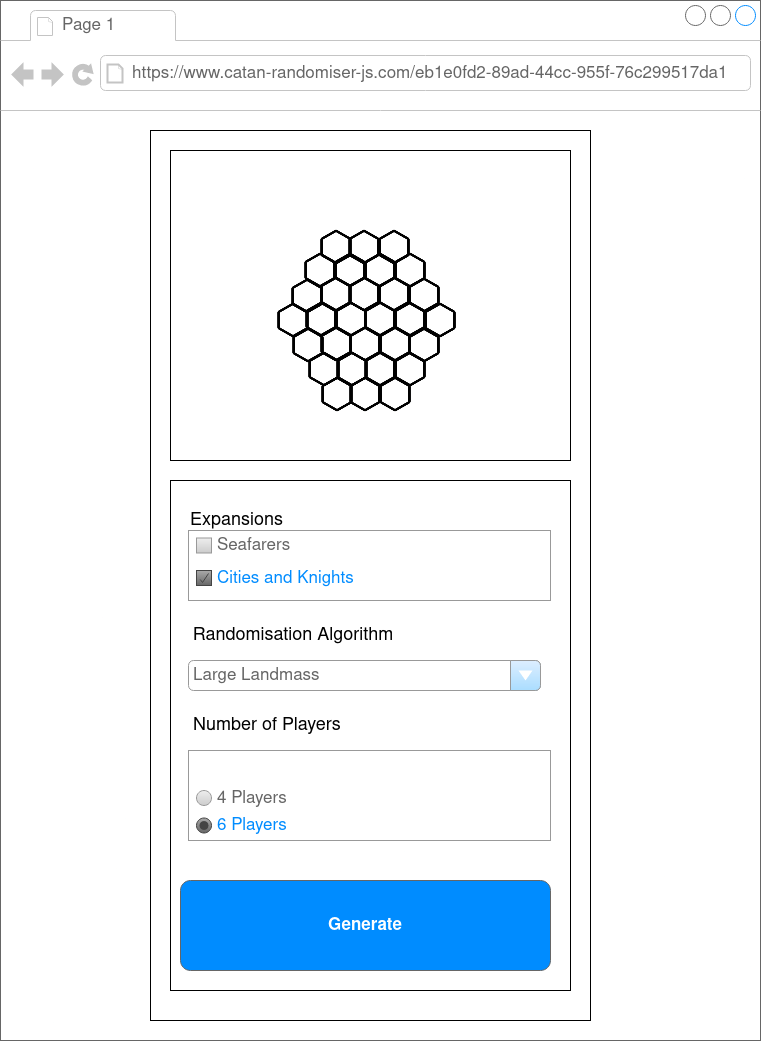 Page 1
https://www.catan-randomiser-js.com/eb1e0fd2-89ad-44cc-955f-76c299517da1
Expansions
Seafarers
Cities and Knights
Randomisation Algorithm
Large Landmass
Number of Players
4 Players
6 Players
Generate